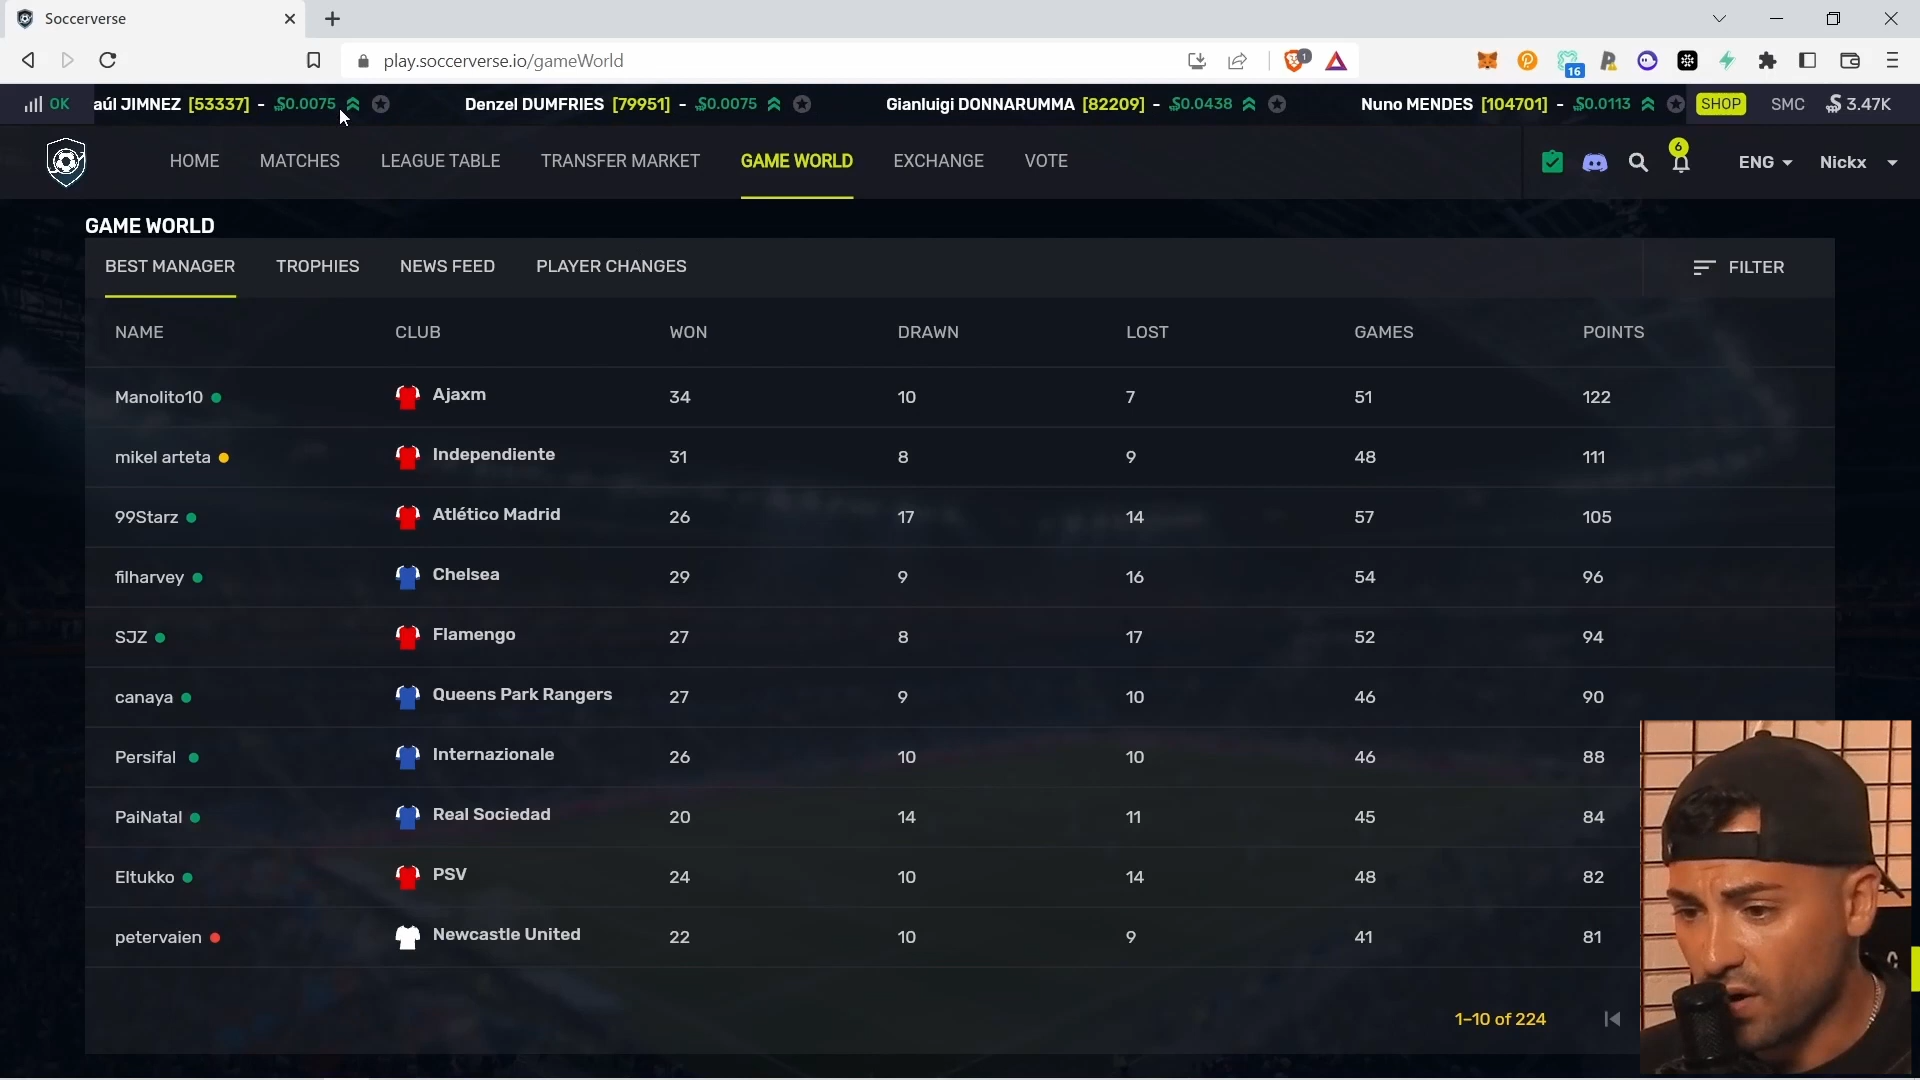 Soccerverse
play.soccerverse.io/gameWorld
1
16
OK
aúl JIMNEZ [53337] - $0.0075
Denzel DUMFRIES [79951] - $0.0075
Gianluigi DONNARUMMA [82209] - $0.0438
Nuno MENDES [104701] - $0.0113
SHOP
SMC
$ 3.47K
HOME
MATCHES
LEAGUE TABLE
TRANSFER MARKET
GAME WORLD
EXCHANGE
VOTE
6
ENG
Nickx
GAME WORLD
BEST MANAGER
TROPHIES
NEWS FEED
PLAYER CHANGES
FILTER
NAME CLUB WON DRAWN LOST GAMES POINTS
Manolito10 Ajaxm 34 10 7 51 122
mikel arteta Independiente 31 8 9 48 111
99Starz Atlético Madrid 26 17 14 57 105
filharvey Chelsea 29 9 16 54 96
SJZ Flamengo 27 8 17 52 94
canaya Queens Park Rangers 27 9 10 46 90
Persifal Internazionale 26 10 10 46 88
PaiNatal Real Sociedad 20 14 11 45 84
Eltukko PSV 24 10 14 48 82
petervaien Newcastle United 22 10 9 41 81
1–10 of 224